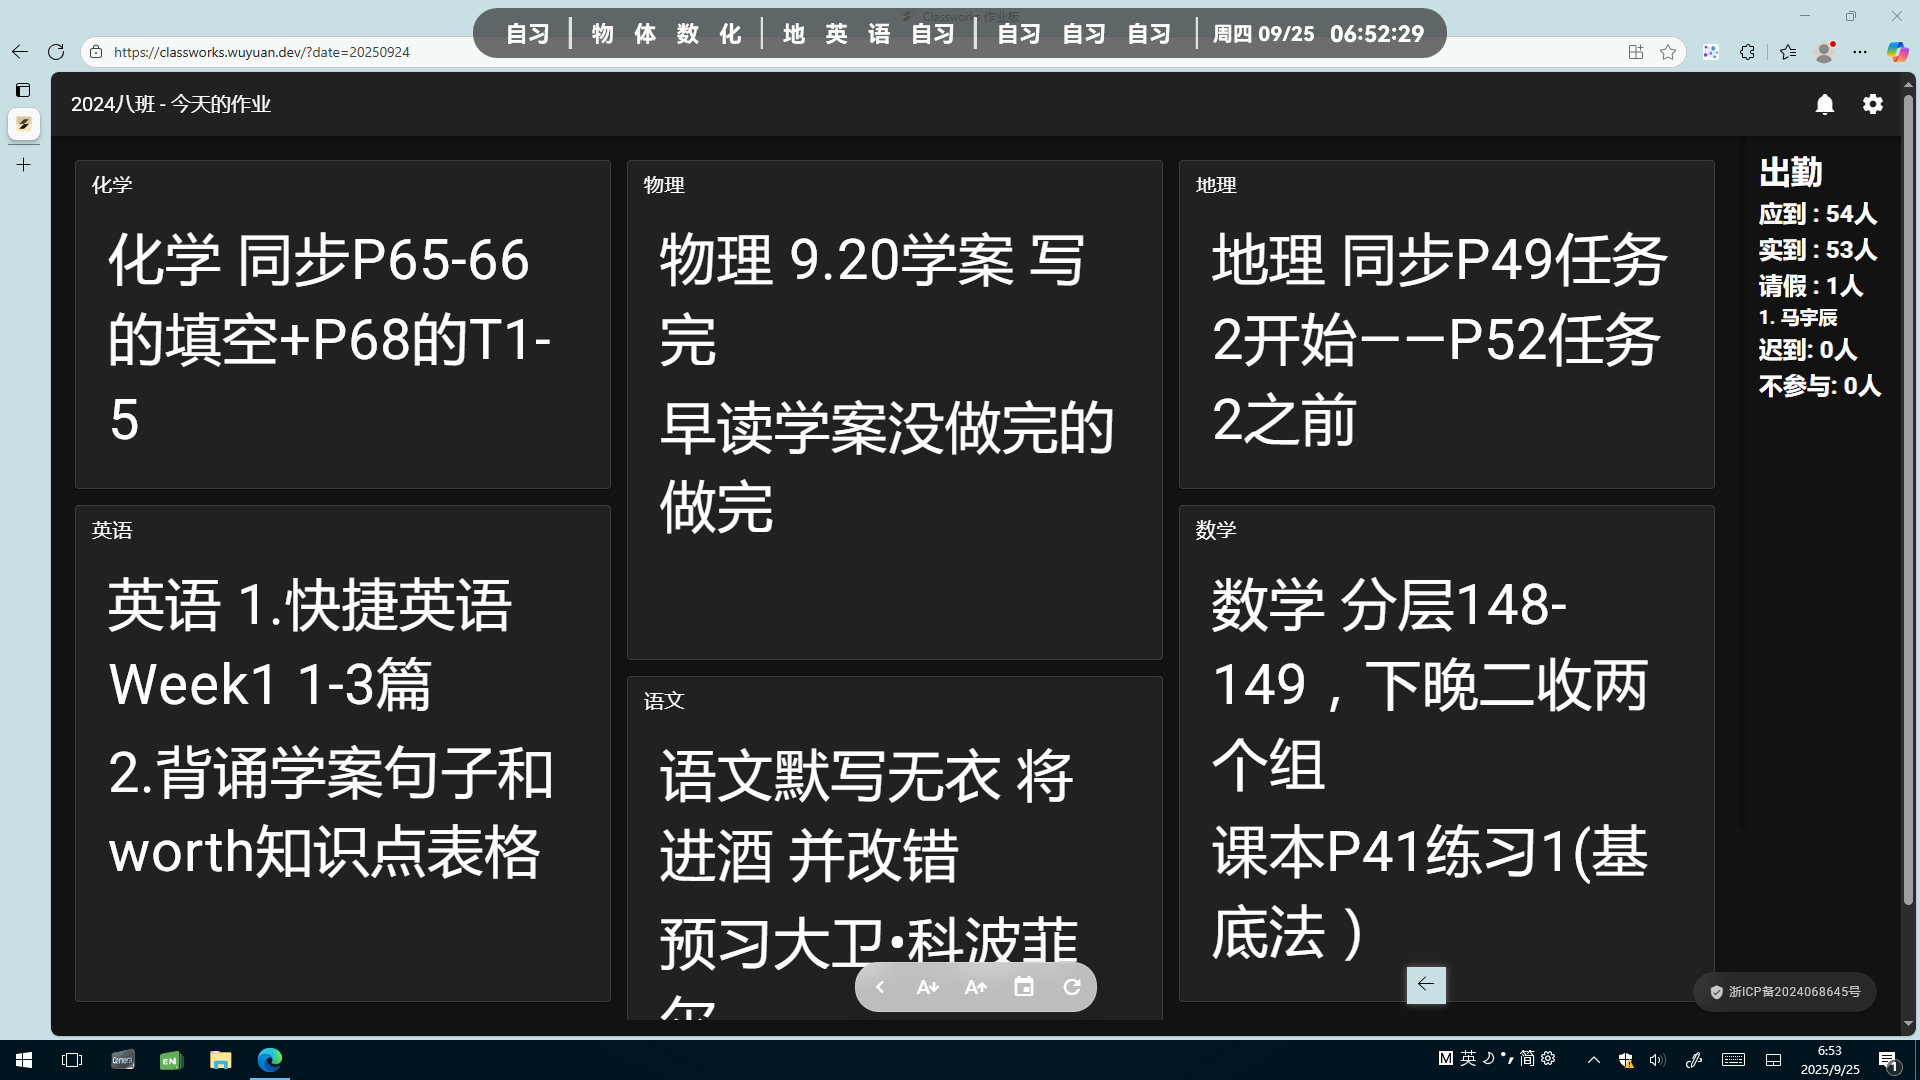 自习 | 物 体 数 化 | 地 英 语 自习 | 自习 自习 自习 | 周四 09/25 06:52:29
https://classworks.wuyuan.dev/?date=20250924
2024八班 - 今天的作业
化学
化学 同步P65-66
的填空+P68的T1-
5
物理
物理 9.20学案 写
完
早读学案没做完的
做完
地理
地理 同步P49任务
2开始——P52任务
2之前
出勤
应到 : 54人
实到 : 53人
请假 : 1人
1. 马宇辰
迟到: 0人
不参与: 0人
英语
英语 1.快捷英语
Week1 1-3篇
2.背诵学案句子和
worth知识点表格
语文
语文默写无衣 将
进酒 并改错
预习大卫•科波菲
尔
数学
数学 分层148-
149，下晚二收两
个组
课本P41练习1(基
底法）
浙ICP备2024068645号
Camera
EN
M 英 简
6:53
2025/9/25
1